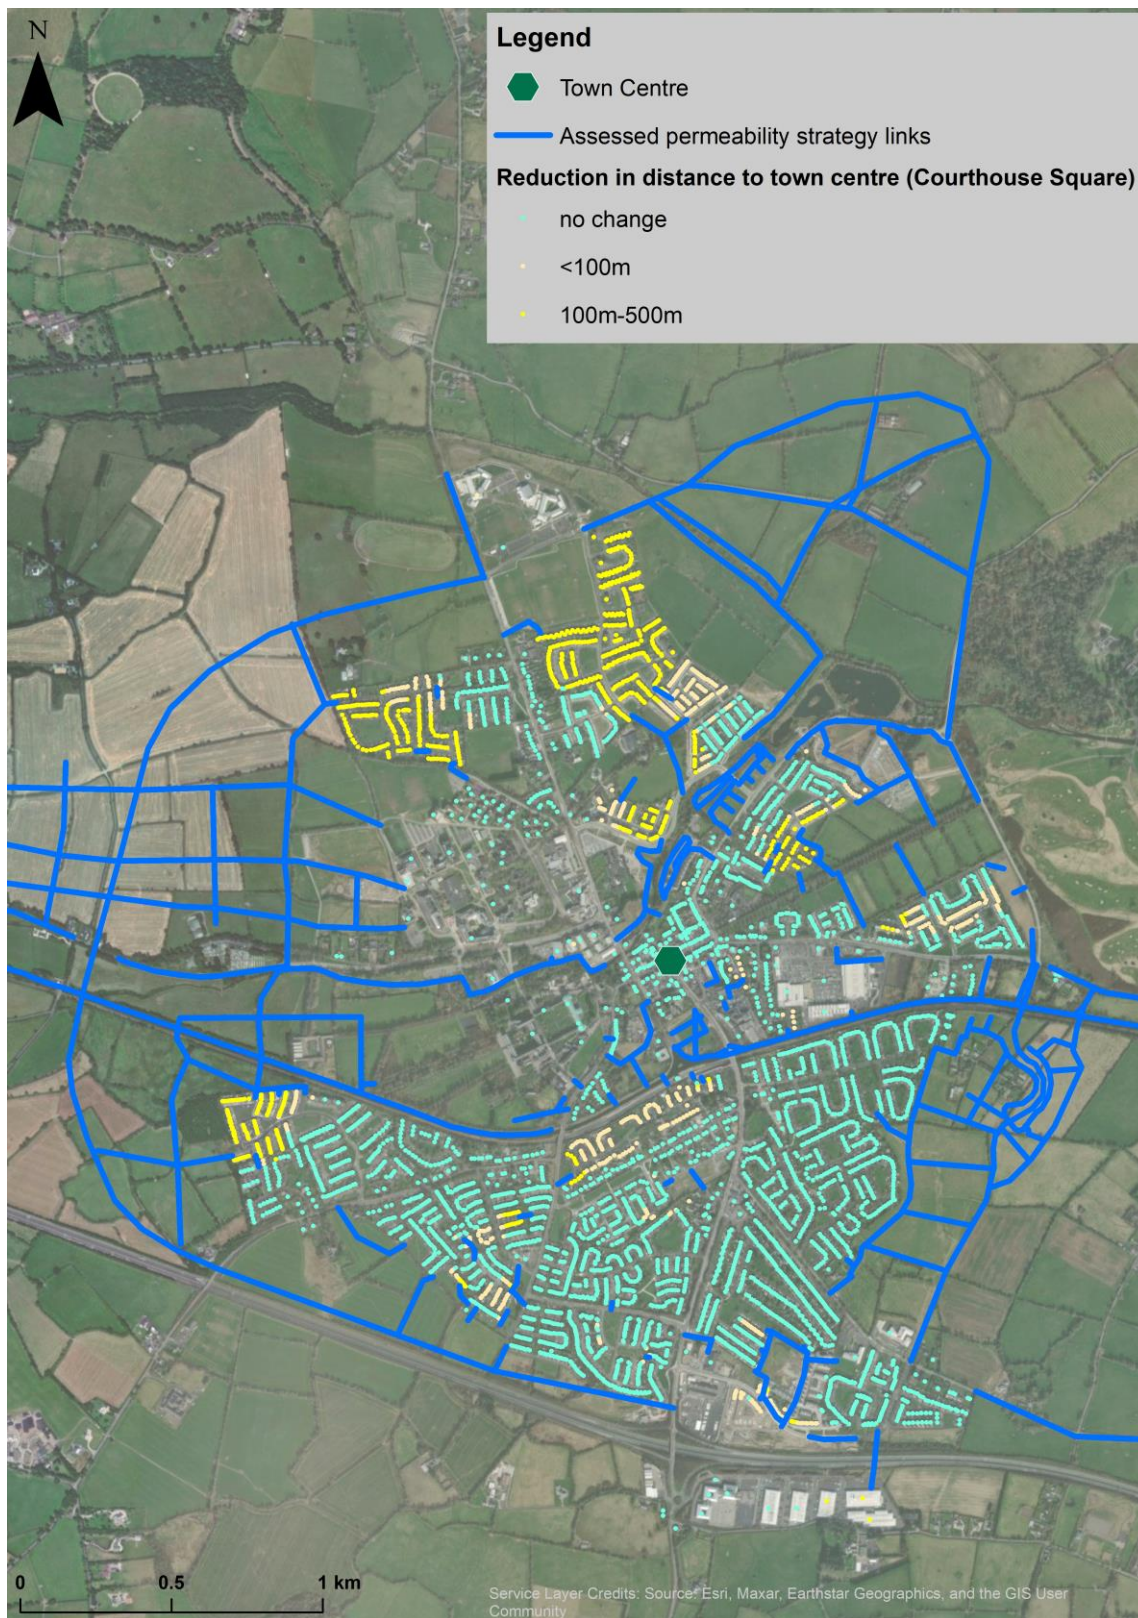 N
Legend
Town Centre
Assessed permeability strategy links
Reduction in distance to town centre (Courthouse Square)
no change
<100m
100m-500m
0 0.5 1 km
Service Layer Credits: Source: Esri, Maxar, Earthstar Geographics, and the GIS User
Community